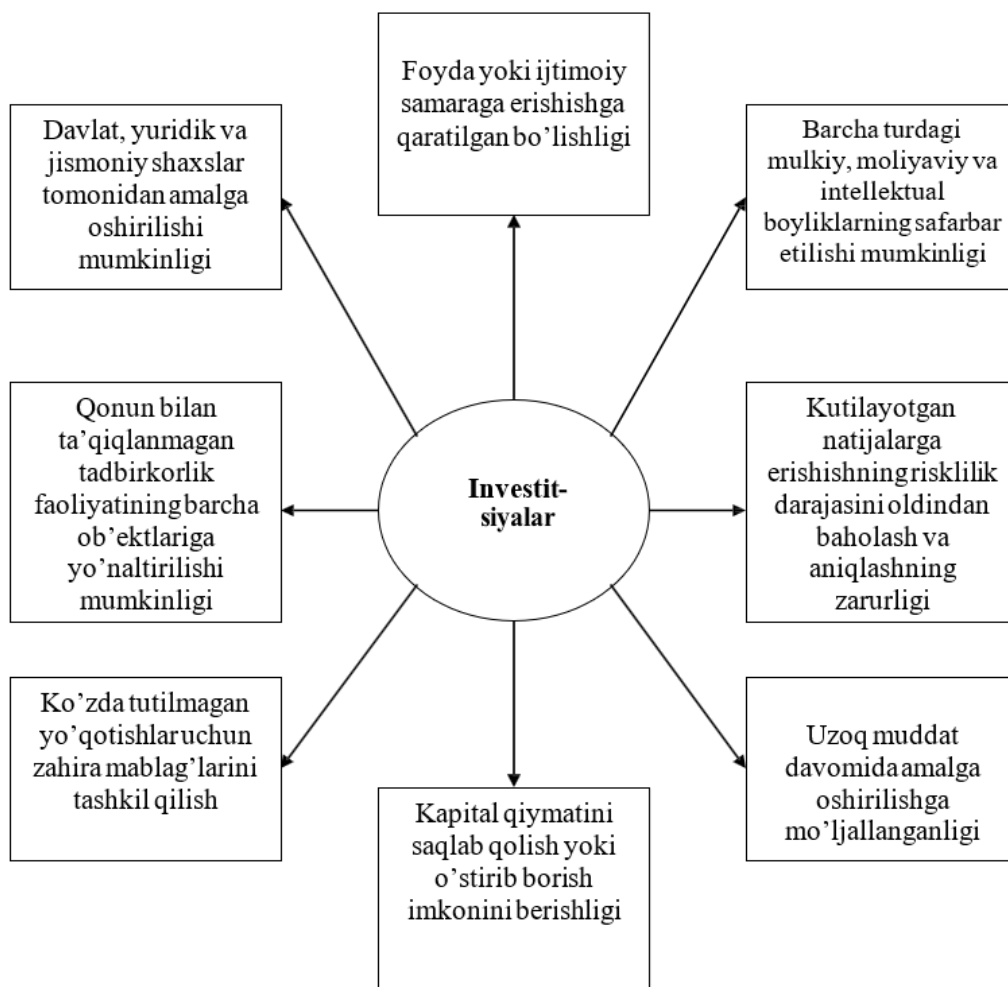 Foyda yoki ijtimoiy
samaraga erishishga
qaratilgan bo’lishligi
Davlat, yuridik va
jismoniy shaxslar
tomonidan amalga
oshirilishi
mumkinligi
Barcha turdagi
mulkiy, moliyaviy va
intellektual
boyliklarning safarbar
etilishi mumkinligi
Qonun bilan
ta’qiqlanmagan
tadbirkorlik
faoliyatining barcha
ob’ektlariga
yo’naltirilishi
mumkinligi
Investit-
siyalar
Kutilayotgan
natijalarga
erishishning risklilik
darajasini oldindan
baholash va
aniqlashning
zarurligi
Ko’zda tutilmagan
yo’qotishlar uchun
zahira mablag’larini
tashkil qilish
Kapital qiymatini
saqlab qolish yoki
o’stirib borish
imkonini berishligi
Uzoq muddat
davomida amalga
oshirilishga
mo’ljallanganligi